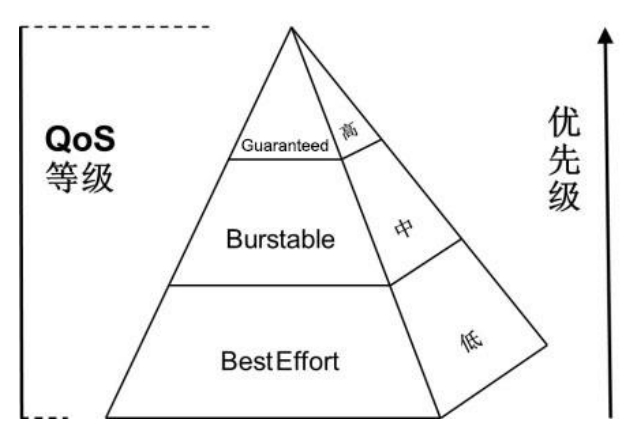 QoS
等级
Guaranteed
高
Burstable
中
BestEffort
低
优先级